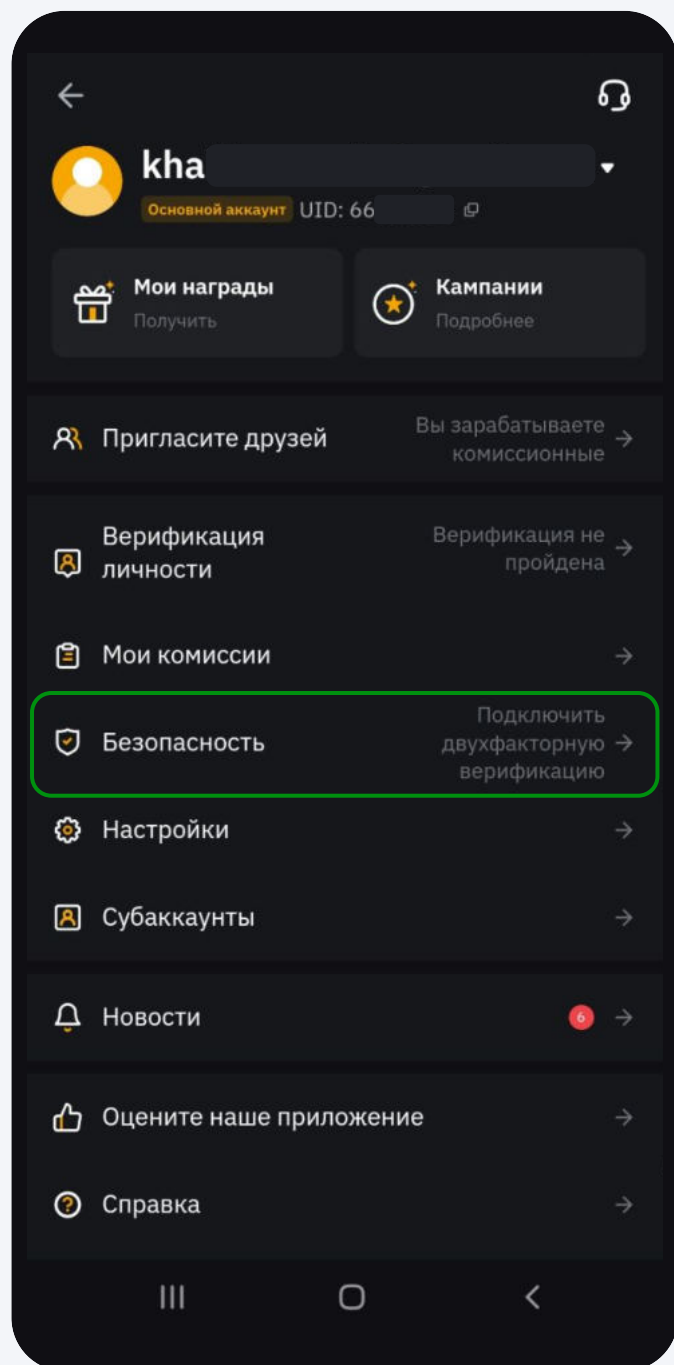 kha
Основной аккаунт UID: 66
Мои награды
Получить
Кампании
Подробнее
Пригласите друзей
Вы зарабатываете
комиссионные
Верификация
личности
Верификация не
пройдена
Мои комиссии
Безопасность
Подключить
двухфакторную
верификацию
Настройки
Субаккаунты
Новости
6
Оцените наше приложение
Справка